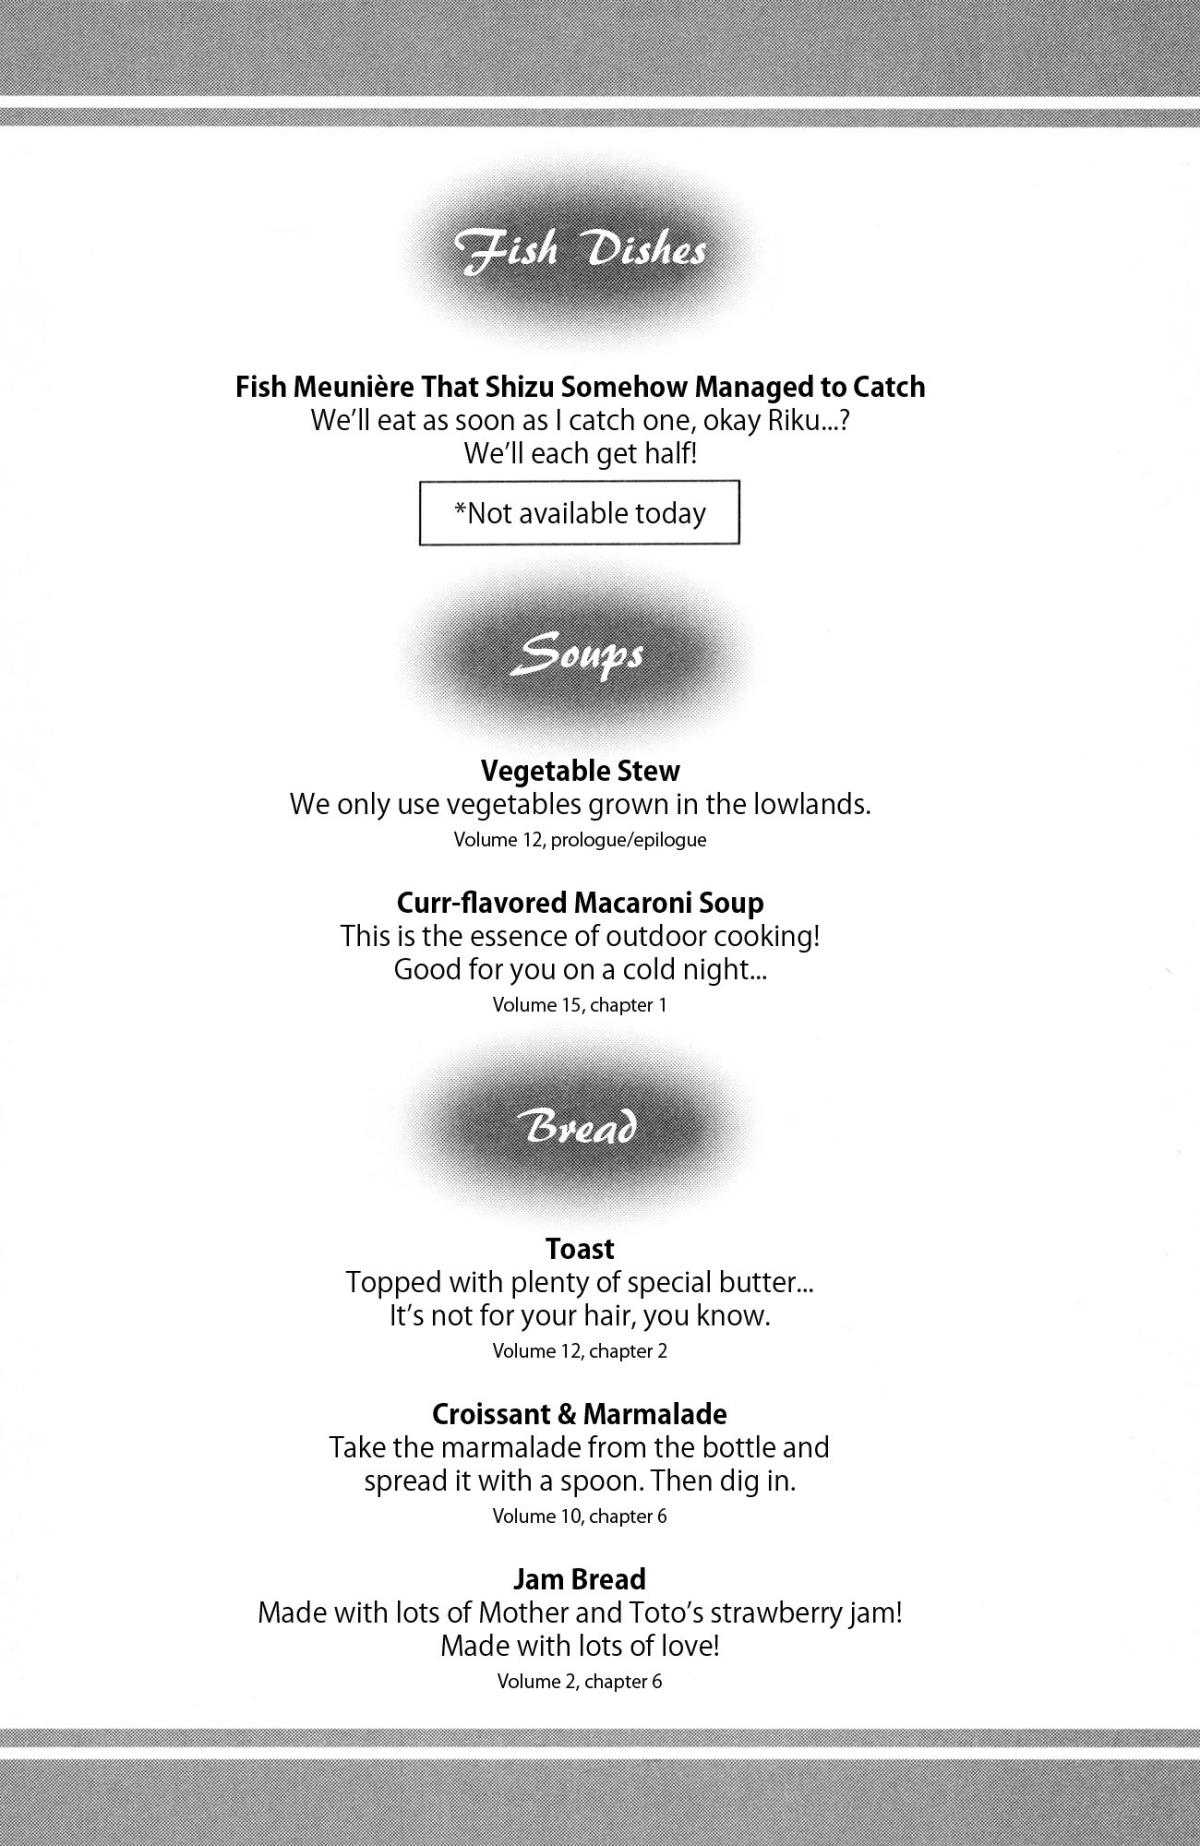 Fish Dishes
Fish Meunière That Shizu Somehow Managed to Catch
We’ll eat as soon as I catch one, okay Riku...?
We’ll each get half!
*Not available today
Soups
Vegetable Stew
We only use vegetables grown in the lowlands.
Volume 12, prologue/epilogue
Curr-flavored Macaroni Soup
This is the essence of outdoor cooking!
Good for you on a cold night...
Volume 15, chapter 1
Bread
Toast
Topped with plenty of special butter...
It’s not for your hair, you know.
Volume 12, chapter 2
Croissant & Marmalade
Take the marmalade from the bottle and
spread it with a spoon. Then dig in.
Volume 10, chapter 6
Jam Bread
Made with lots of Mother and Toto’s strawberry jam!
Made with lots of love!
Volume 2, chapter 6